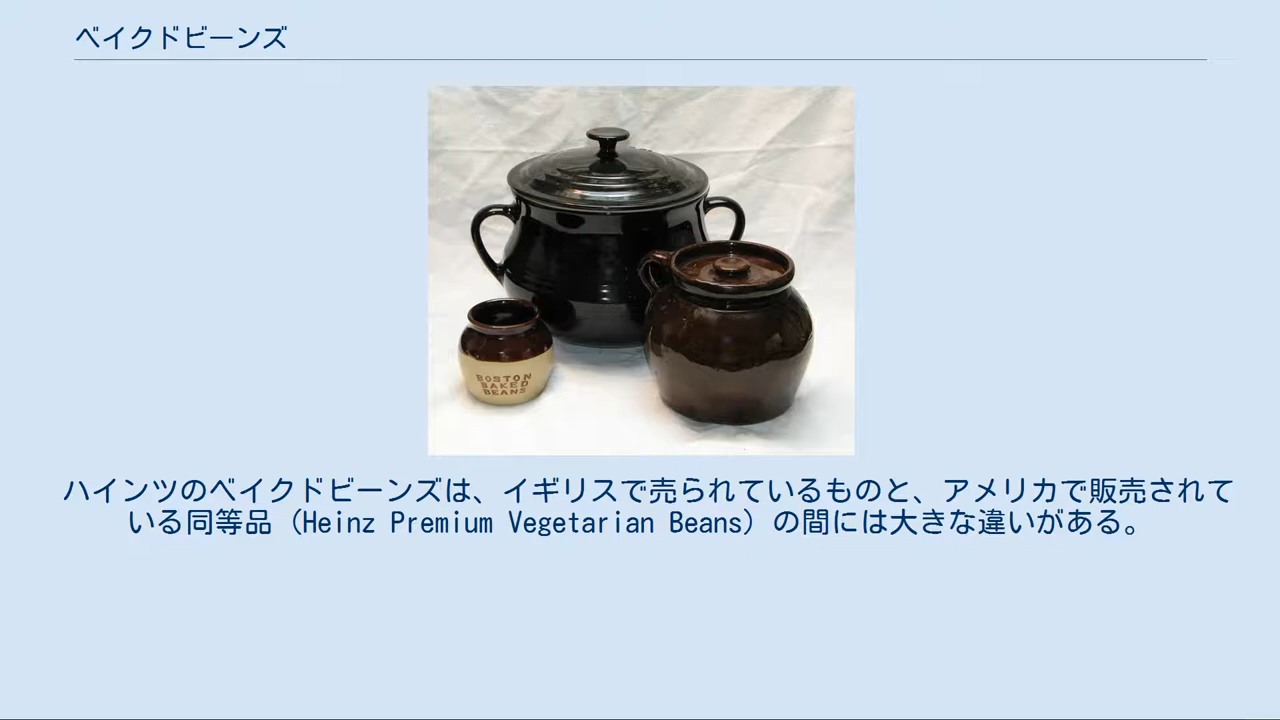 ベイクドビーンズ
BOSTON
BAKED
BEANS
ハインツのベイクドビーンズは、イギリスで売られているものと、アメリカで販売されて
いる同等品（Heinz Premium Vegetarian Beans）の間には大きな違いがある。